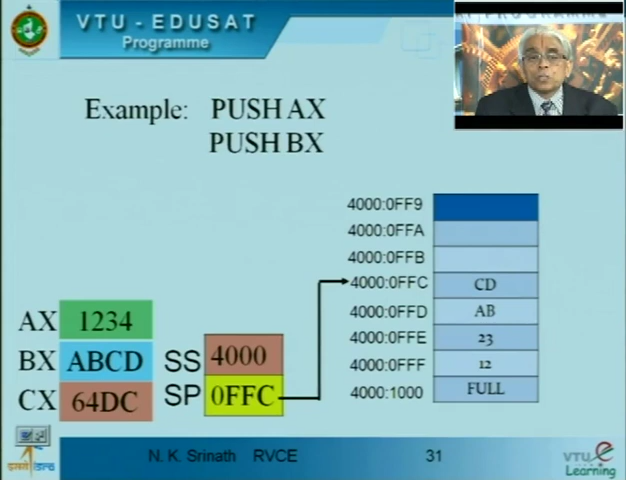 VTU - EDUSAT
Programme
Example: PUSH AX
PUSH BX
4000:0FF9
4000:0FFA
4000:0FFB
4000:0FFC CD
4000:0FFD AB
4000:0FFE 23
4000:0FFF 12
4000:1000 FULL
AX 1234
BX ABCD
CX 64DC
SS 4000
SP 0FFC
N. K. Srinath RVCE
31
VTU e
Learning